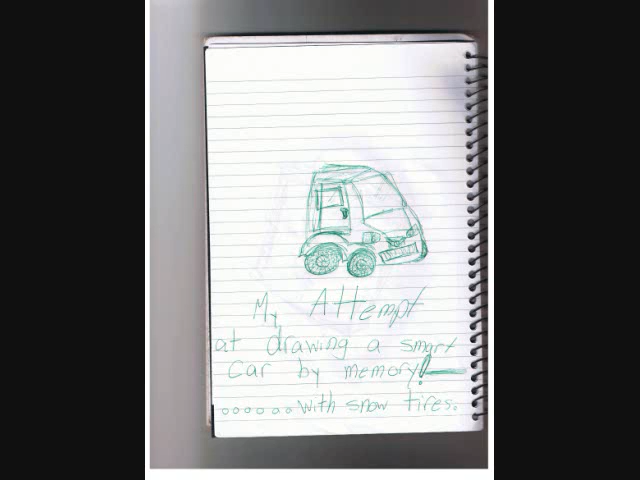 My Attempt
at drawing a smart
car by memory!
oooooo with snow tires.